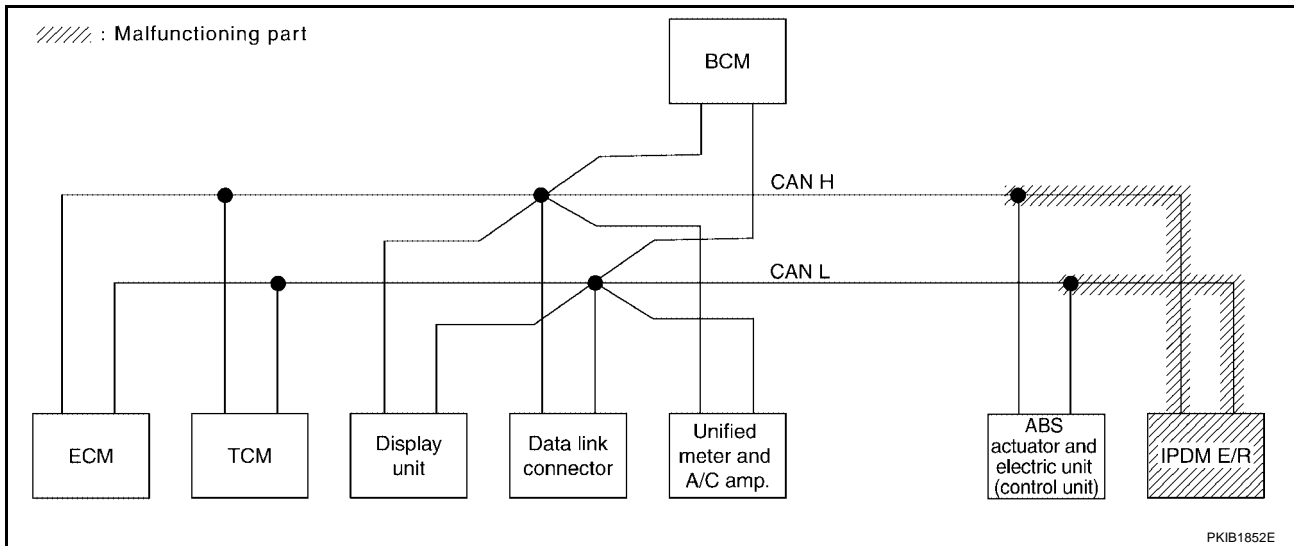 : Malfunctioning part
BCM
CAN H
CAN L
ECM
TCM
Display
unit
Data link
connector
Unified
meter and
A/C amp.
ABS
actuator and
electric unit
(control unit)
IPDM E/R
PKIB1852E